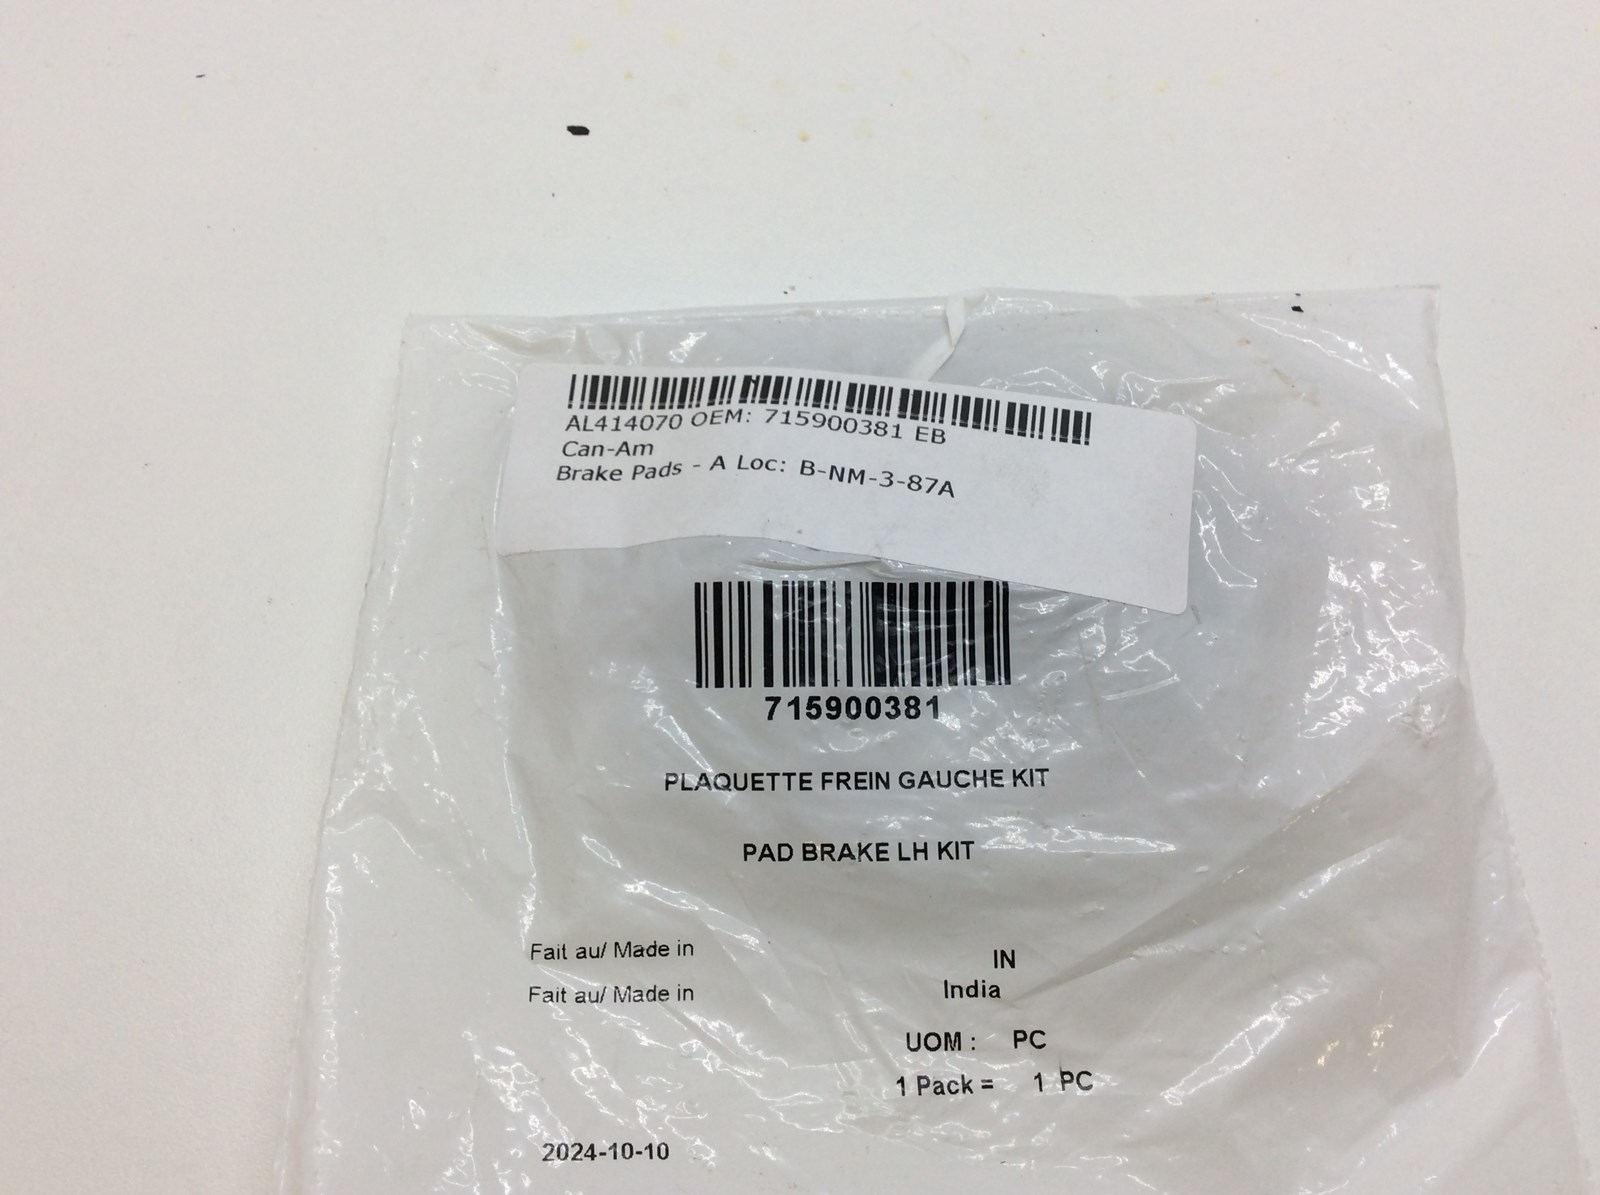 AL414070 OEM: 715900381 EB
Can-Am
Brake Pads - A Loc: B-NM-3-87A
715900381
PLAQUETTE FREIN GAUCHE KIT
PAD BRAKE LH KIT
Fait au/ Made in IN
Fait au/ Made in India
UOM : PC
1 Pack = 1 PC
2024-10-10